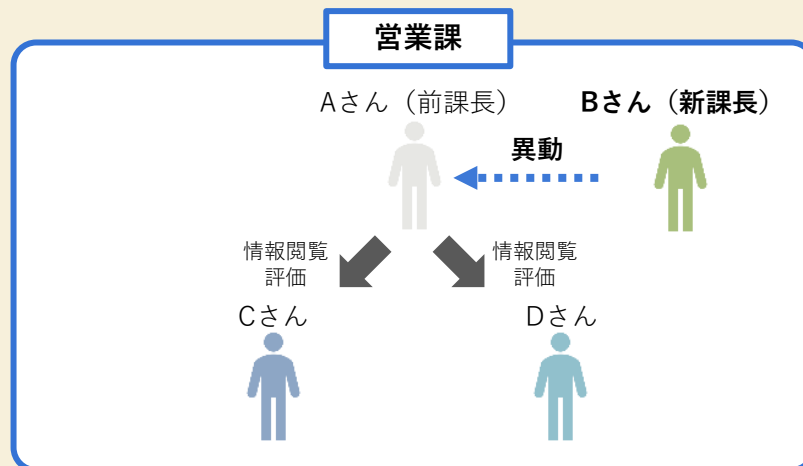 営業課
Aさん（前課長）
Bさん（新課長）
異動
情報閲覧
評価
情報閲覧
評価
Cさん
Dさん